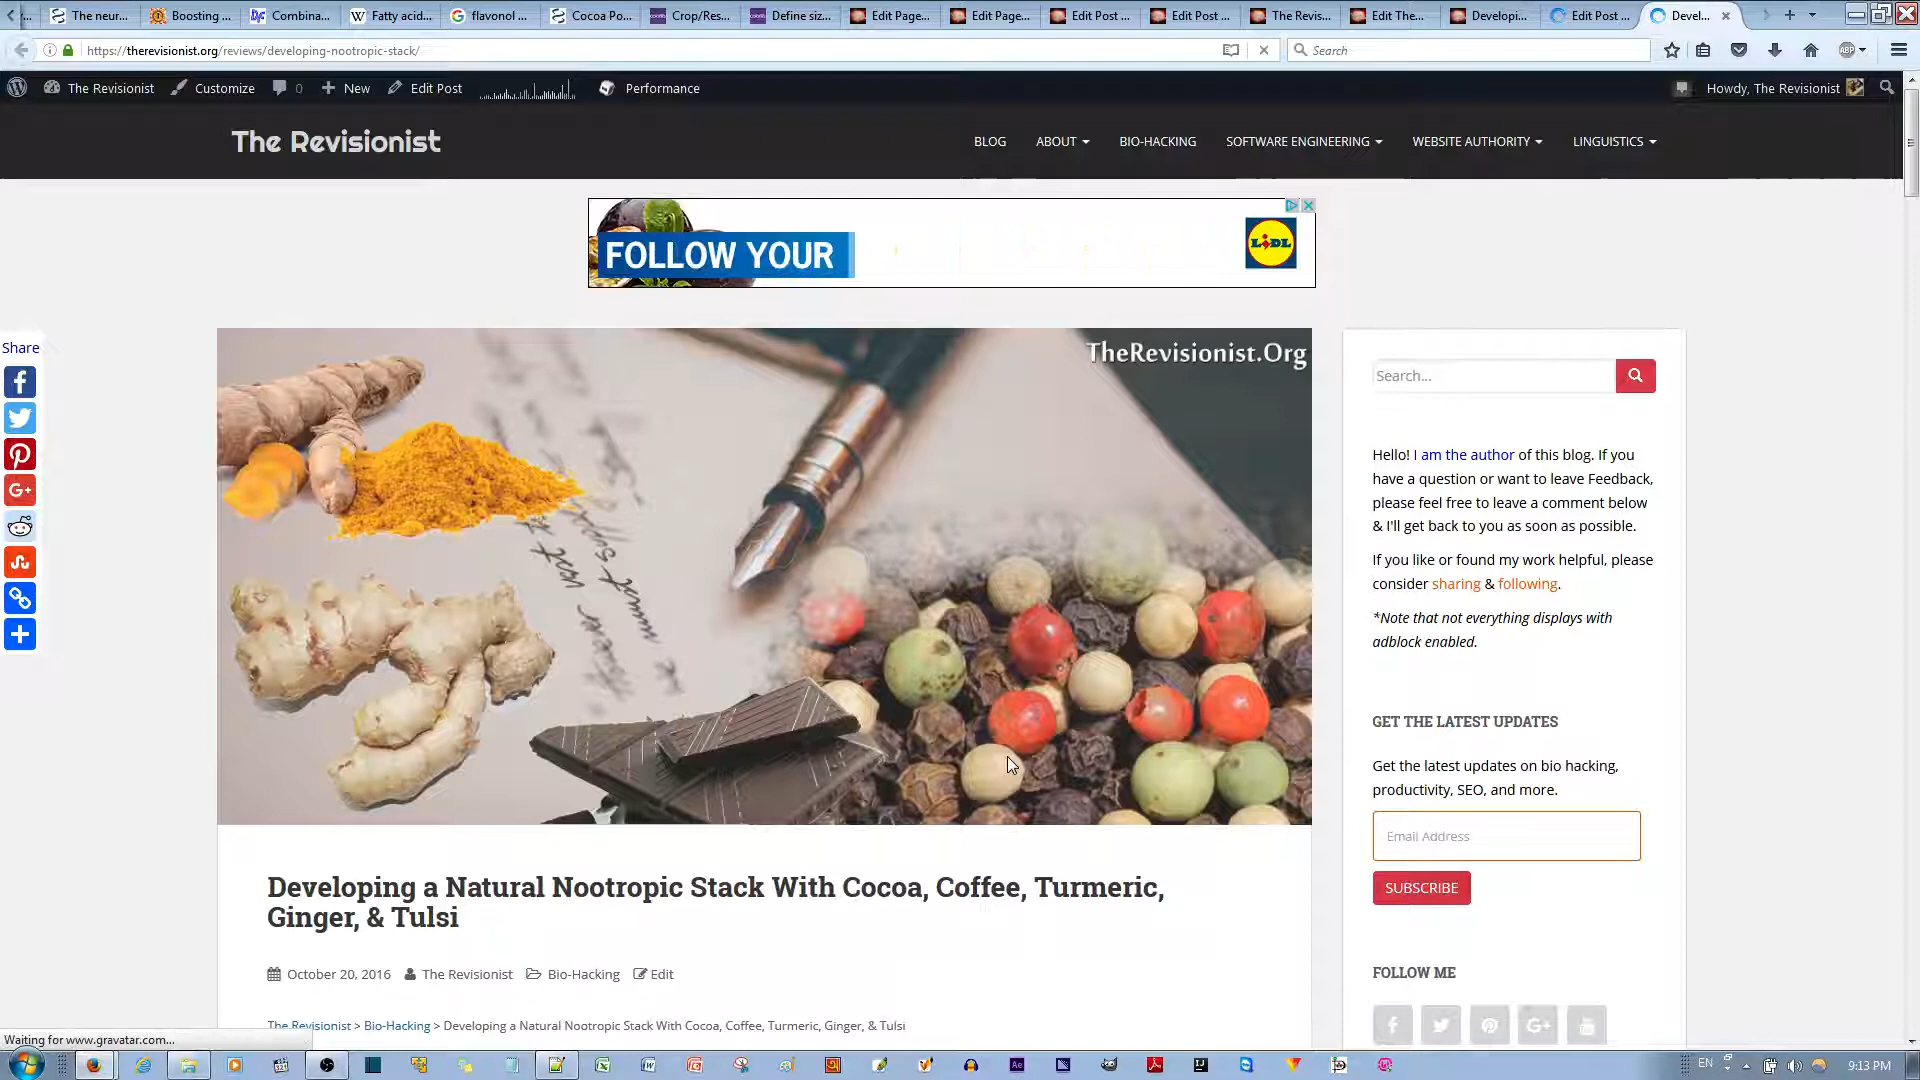 The neur...
Boosting ...
Combina...
Fatty acid...
flavonol ...
Cocoa Po...
Crop/Res...
Define siz...
Edit Page...
Edit Page...
Edit Post ...
Edit Post ...
The Revis...
Edit The...
Developi...
Edit Post ...
Devel...
https://therevisionist.org/reviews/developing-nootropic-stack/
Search
ABP
The Revisionist
Customize
0
New
Edit Post
Performance
Howdy, The Revisionist
The Revisionist
BLOG
ABOUT
BIO-HACKING
SOFTWARE ENGINEERING
WEBSITE AUTHORITY
LINGUISTICS
FOLLOW YOUR
LIDL
Share
TheRevisionist.Org
Search...
Hello! I am the author of this blog. If you
have a question or want to leave Feedback,
please feel free to leave a comment below
& I'll get back to you as soon as possible.
If you like or found my work helpful, please
consider sharing & following.
*Note that not everything displays with
adblock enabled.
GET THE LATEST UPDATES
Get the latest updates on bio hacking,
productivity, SEO, and more.
Email Address
SUBSCRIBE
Developing a Natural Nootropic Stack With Cocoa, Coffee, Turmeric,
Ginger, & Tulsi
October 20, 2016
The Revisionist
Bio-Hacking
Edit
FOLLOW ME
The Revisionist > Bio-Hacking > Developing a Natural Nootropic Stack With Cocoa, Coffee, Turmeric, Ginger, & Tulsi
Waiting for www.gravatar.com...
EN
9:13 PM